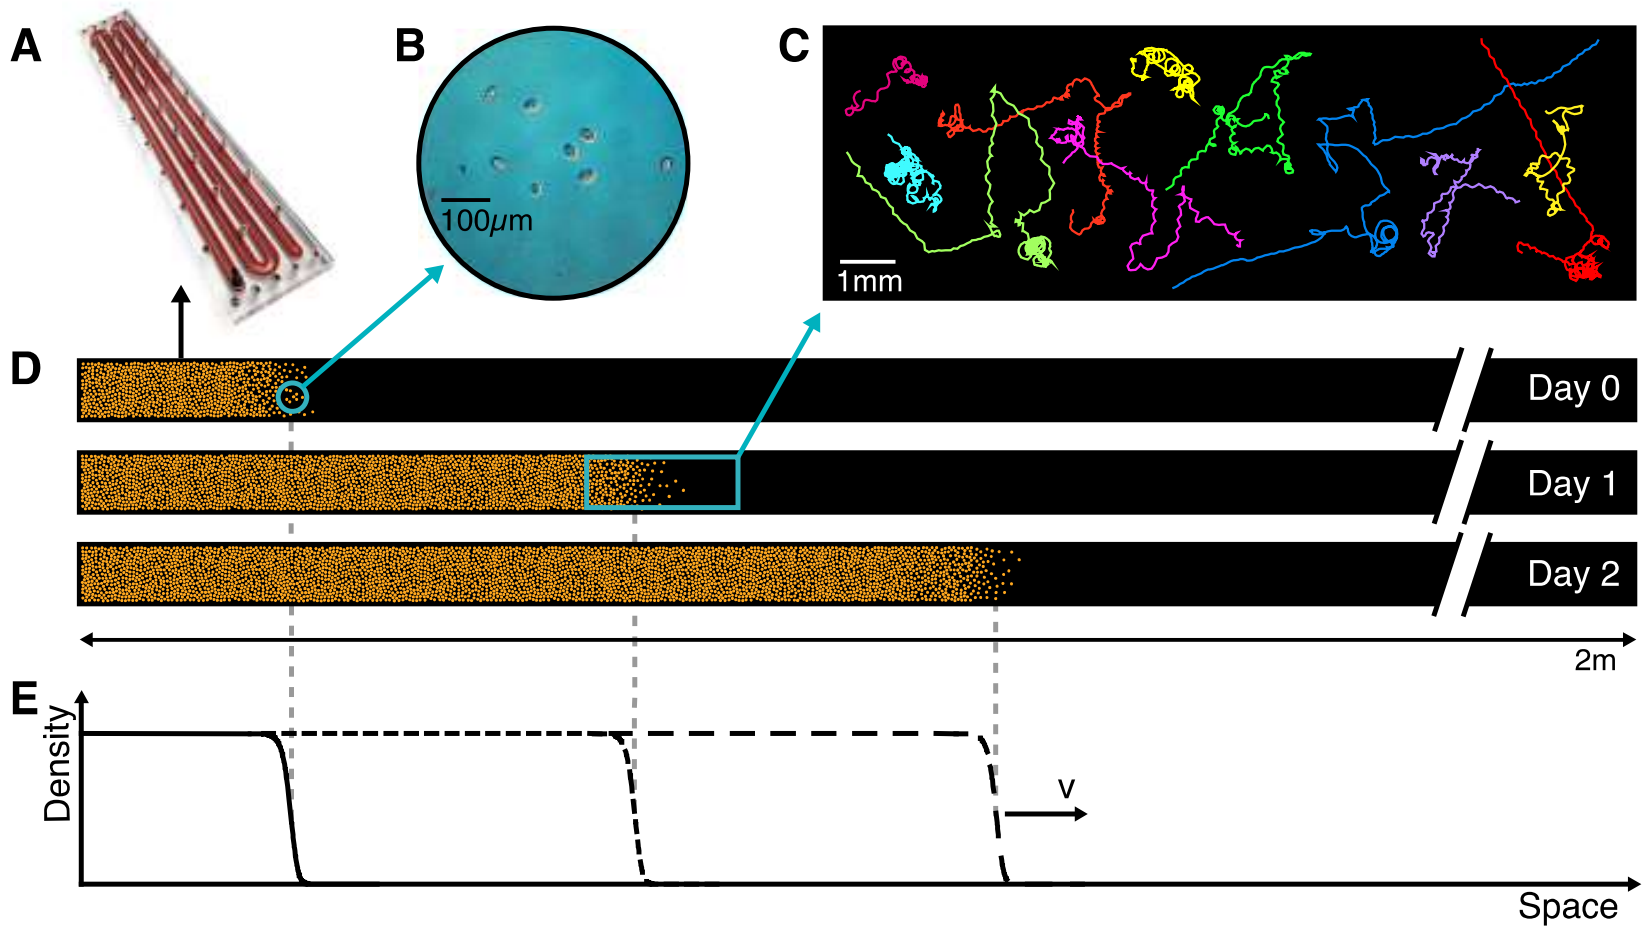 A
B
C
100μm
1mm
D
Day 0
Day 1
Day 2
2m
E
Density
v
Space